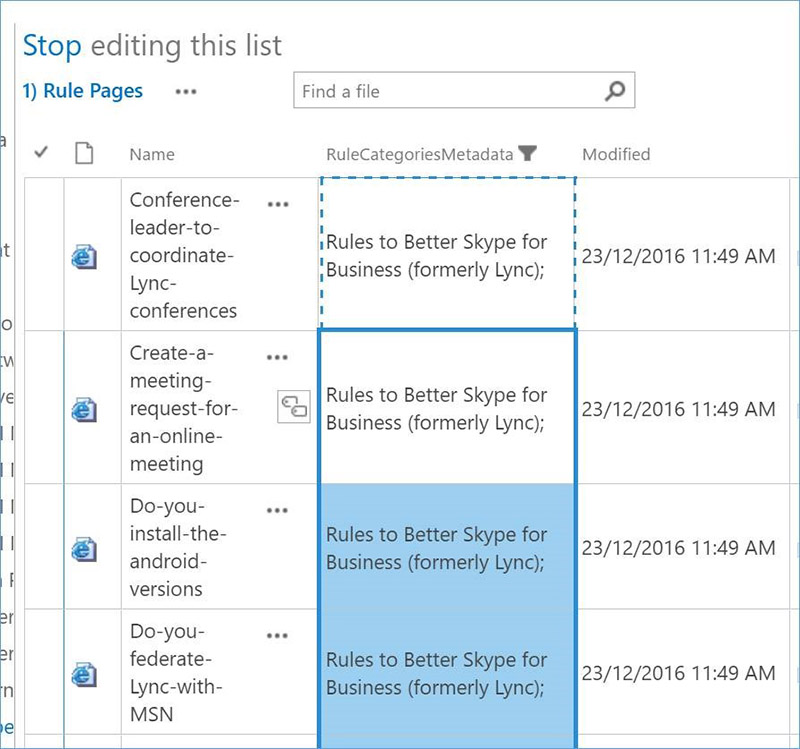 Stop editing this list
1) Rule Pages ...
Find a file
Name
RuleCategoriesMetadata
Modified
Conference-
leader-to-
coordinate-
Lync-
conferences
Rules to Better Skype for
Business (formerly Lync);
23/12/2016 11:49 AM
Create-a-
meeting-
request-for-
an-online-
meeting
Rules to Better Skype for
Business (formerly Lync);
23/12/2016 11:49 AM
Do-you-
install-the-
android-
versions
Rules to Better Skype for
Business (formerly Lync);
23/12/2016 11:49 AM
Do-you-
federate-
Lync-with-
MSN
Rules to Better Skype for
Business (formerly Lync);
23/12/2016 11:49 AM